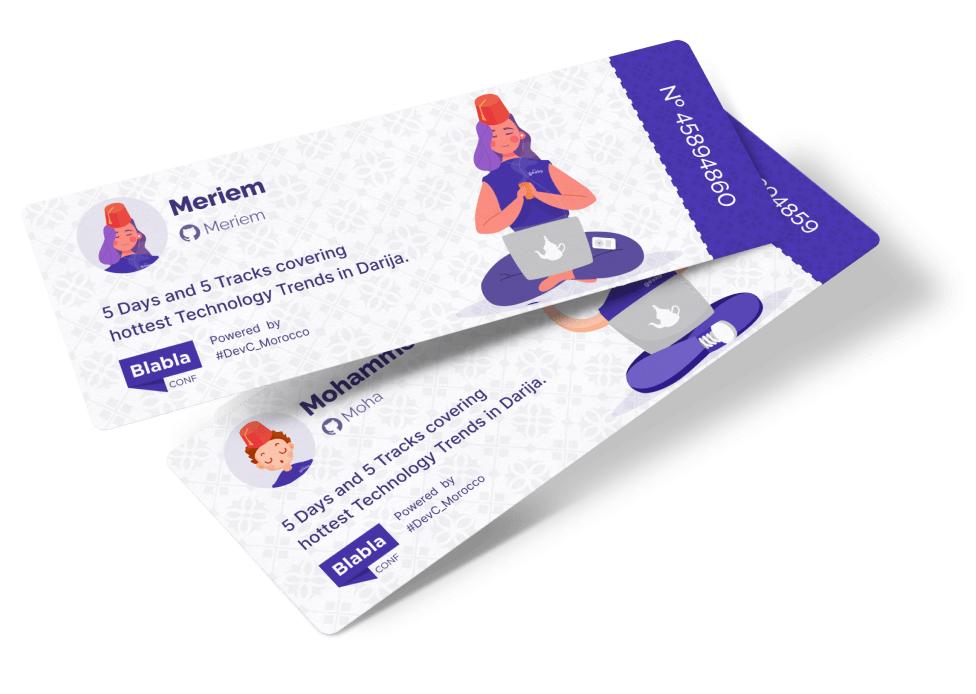 Meriem
Meriem
5 Days and 5 Tracks covering
hottest Technology Trends in Darija.
Blabla
CONF
Powered by
#DevC_Morocco
Nº 45894860
Moha
5 Days and 5 Tracks covering
hottest Technology Trends in Darija.
Blabla
CONF
Powered by
#DevC_Morocco